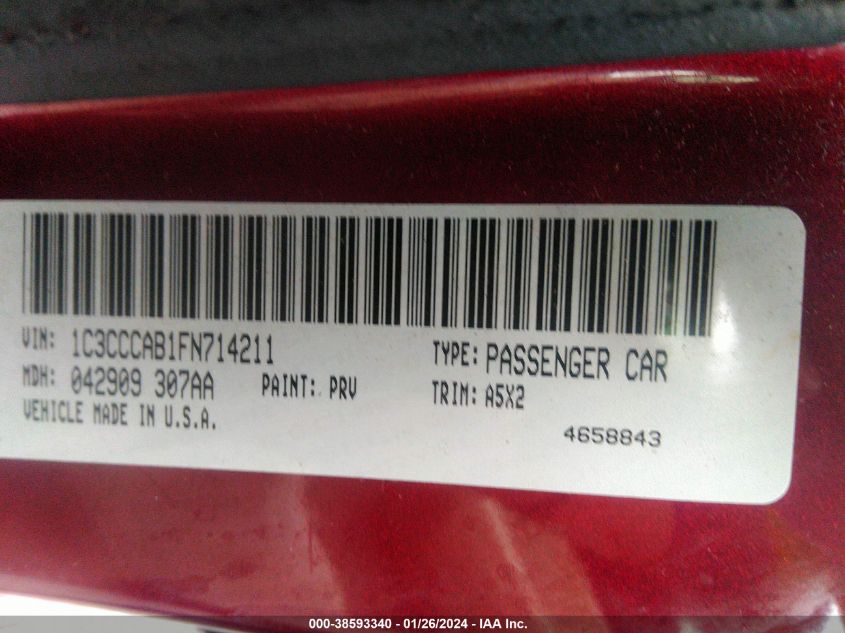 VIN: 1C3CCCAB1FN714211 TYPE: PASSENGER CAR
MDH: 042909 307AA PAINT: PRV TRIM: A5X2
VEHICLE MADE IN U.S.A.
4658843
000-38593340 - 01/26/2024 - IAA Inc.